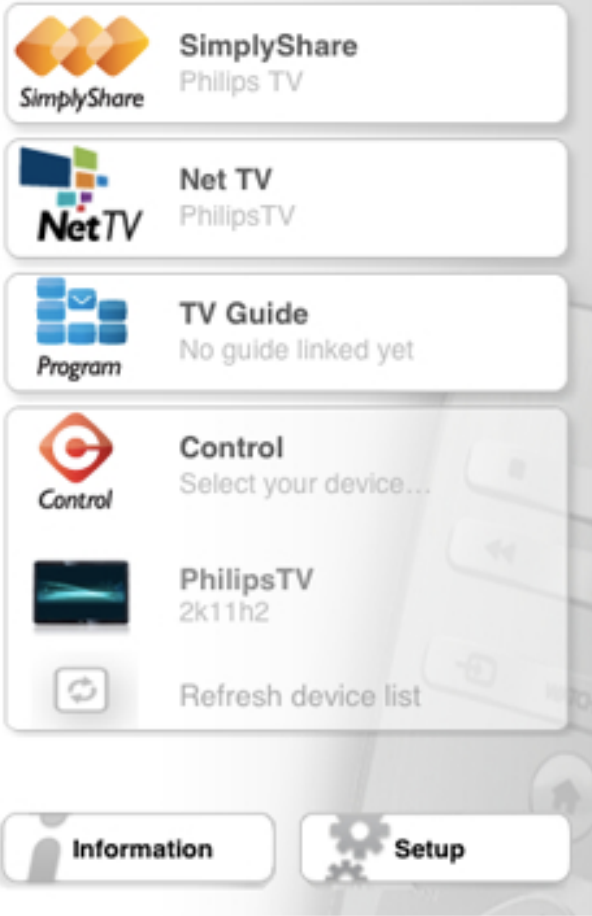 SimplyShare
Philips TV
SimplyShare
Net TV
PhilipsTV
NetTV
TV Guide
No guide linked yet
Program
Control
Select your device...
Control
PhilipsTV
2k11h2
Refresh device list
Information
Setup